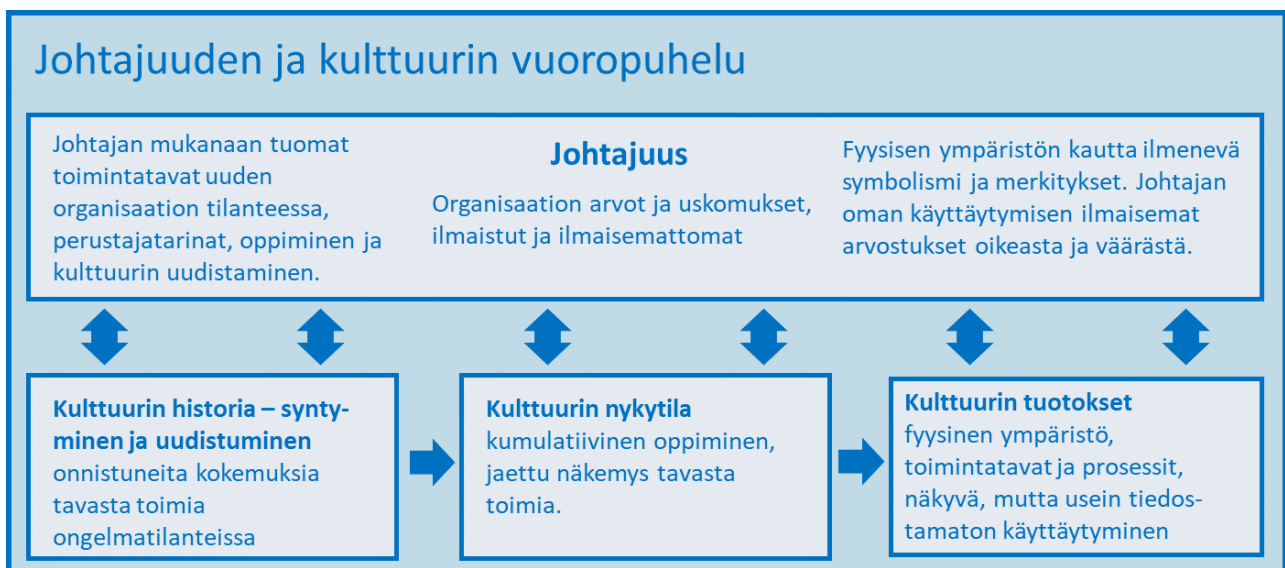 Johtajuuden ja kulttuurin vuoropuhelu
Johtajan mukanaan tuomat
toimintatavat uuden
organisaation tilanteessa,
perustajatarinat, oppiminen ja
kulttuurin uudistaminen.
Johtajuus
Organisaation arvot ja uskomukset,
ilmaistut ja ilmaisemattomat
Fyysisen ympäristön kautta ilmenevä
symbolismi ja merkitykset. Johtajan
oman käyttäytymisen ilmaisemat
arvostukset oikeasta ja väärästä.
Kulttuurin historia – synty-
minen ja uudistuminen
onnistuneita kokemuksia
tavasta toimia
ongelmatilanteissa
Kulttuurin nykytila
kumulatiivinen oppiminen,
jaettu näkemys tavasta
toimia.
Kulttuurin tuotokset
fyysinen ympäristö,
toimintatavat ja prosessit,
näkyvä, mutta usein tiedos-
tamaton käyttäytyminen